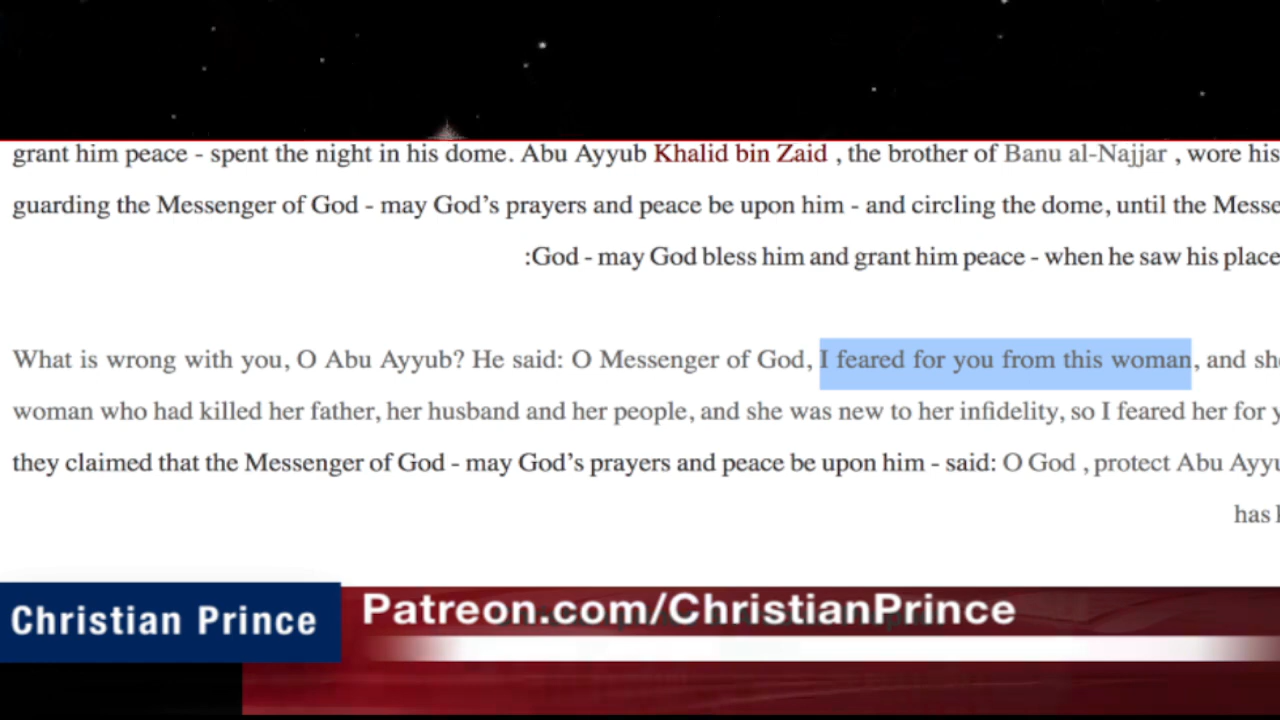 grant him peace - spent the night in his dome. Abu Ayyub Khalid bin Zaid , the brother of Banu al-Najjar , wore his
guarding the Messenger of God - may God's prayers and peace be upon him - and circling the dome, until the Messe
:God - may God bless him and grant him peace - when he saw his place
What is wrong with you, O Abu Ayyub? He said: O Messenger of God, I feared for you from this woman, and sh
woman who had killed her father, her husband and her people, and she was new to her infidelity, so I feared her for y
they claimed that the Messenger of God - may God's prayers and peace be upon him - said: O God , protect Abu Ayy
has
Christian Prince
Patreon.com/ChristianPrince